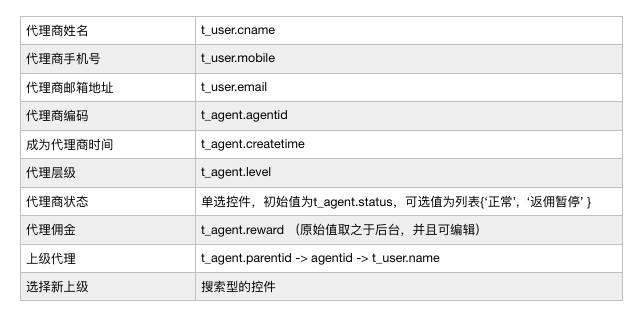 代理商姓名 t_user.cname
代理商手机号 t_user.mobile
代理商邮箱地址 t_user.email
代理商编码 t_agent.agentid
成为代理商时间 t_agent.createtime
代理层级 t_agent.level
代理商状态 单选控件，初始值为t_agent.status，可选值为列表{‘正常’，‘返佣暂停’ }
代理佣金 t_agent.reward （原始值取之于后台，并且可编辑）
上级代理 t_agent.parentid -> agentid -> t_user.name
选择新上级 搜索型的控件